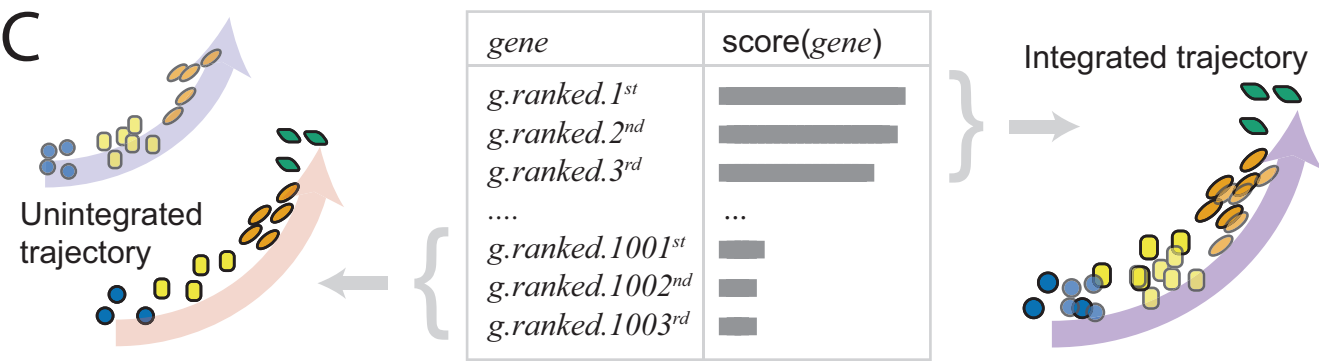 C
Unintegrated
trajectory
gene score(gene)
g.ranked.1st
g.ranked.2nd
g.ranked.3rd
.... ...
g.ranked.1001st
g.ranked.1002nd
g.ranked.1003rd
Integrated trajectory